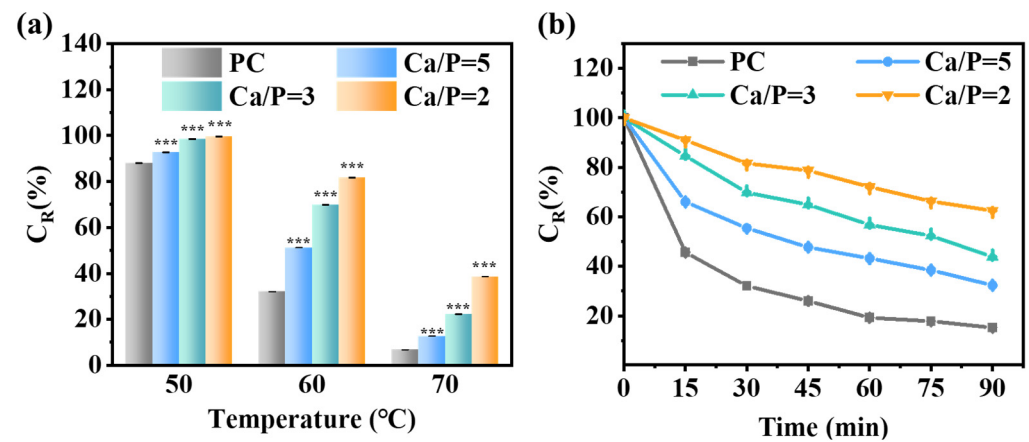 (a)
140
120
100
80
60
40
20
0
C_R(%)
PC
Ca/P=5
Ca/P=3
Ca/P=2
***
***
***
***
***
***
***
***
***
50
60
70
Temperature (°C)
(b)
120
100
80
60
40
20
C_R(%)
PC
Ca/P=5
Ca/P=3
Ca/P=2
0
15
30
45
60
75
90
Time (min)